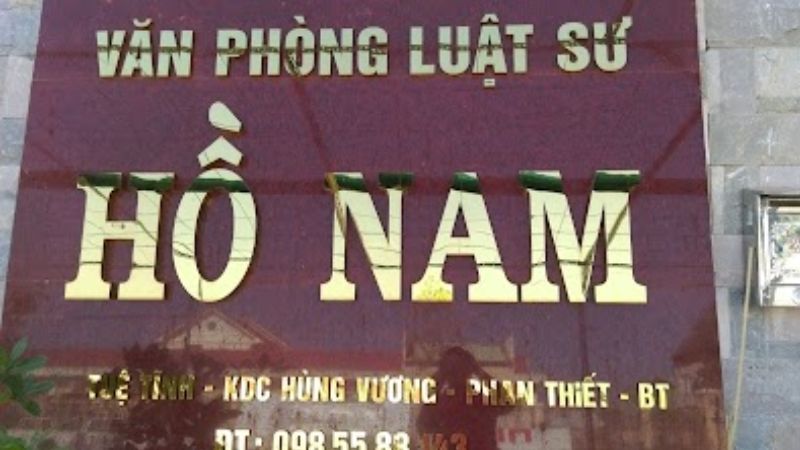 VĂN PHÒNG LUẬT SƯ
HỒ NAM
TUỆ TĨNH - KDC HÙNG VƯƠNG - PHAN THIẾT - BT
ĐT: 098 55 83